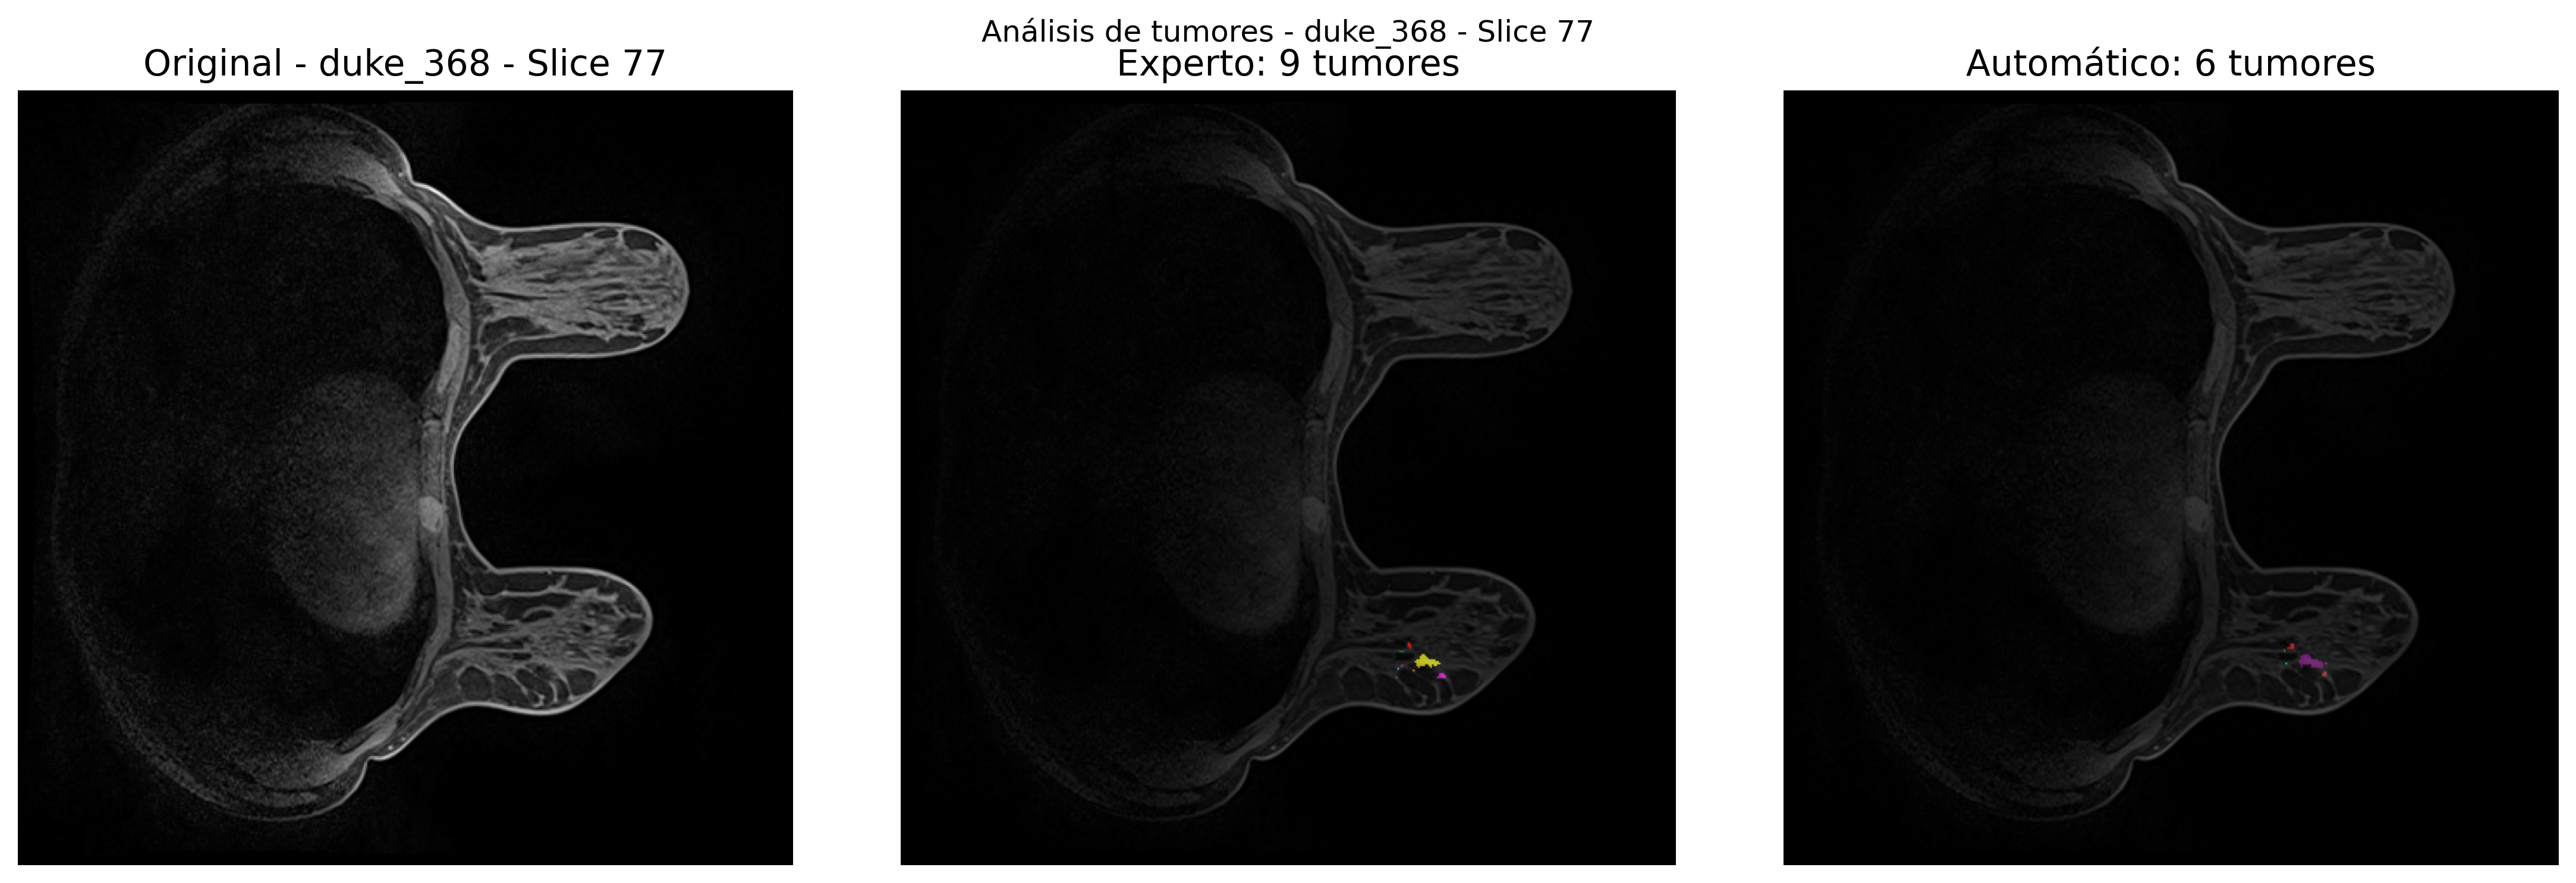 Análisis de tumores - duke_368 - Slice 77
Original - duke_368 - Slice 77
Experto: 9 tumores
Automático: 6 tumores